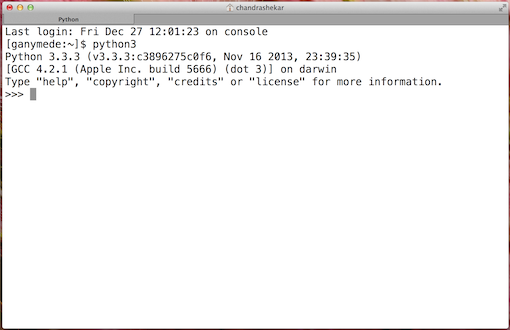 chandrashekar
Python
Last login: Fri Dec 27 12:01:23 on console
[ganymede:~]$ python3
Python 3.3.3 (v3.3.3:c3896275c0f6, Nov 16 2013, 23:39:35)
[GCC 4.2.1 (Apple Inc. build 5666) (dot 3)] on darwin
Type "help", "copyright", "credits" or "license" for more information.
>>>